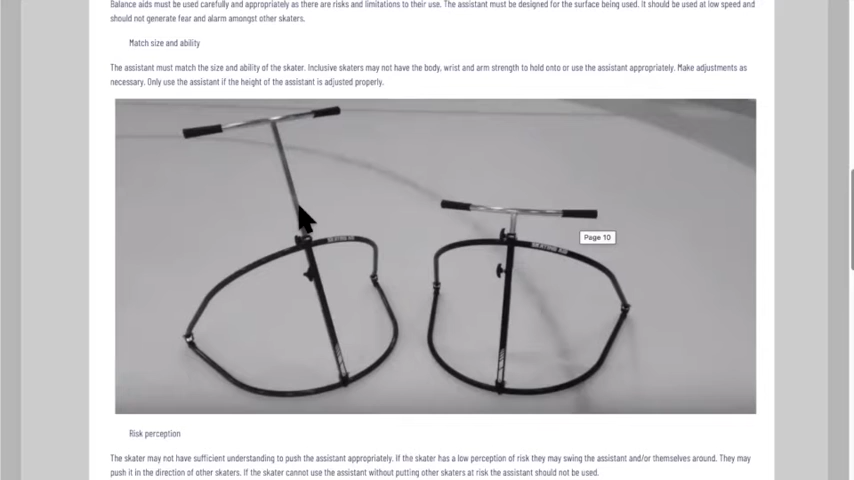 Balance aids must be used carefully and appropriately as there are risks and limitations to their use. The assistant must be designed for the surface being used. It should be used at low speed and
should not generate fear and alarm amongst other skaters.
Match size and ability
The assistant must match the size and ability of the skater. Inclusive skaters may not have the body, wrist and arm strength to hold onto or use the assistant appropriately. Make adjustments as
necessary. Only use the assistant if the height of the assistant is adjusted properly.
SKATING AID
SKATING AID
Page 10
Risk perception
The skater may not have sufficient understanding to push the assistant appropriately. If the skater has a low perception of risk they may swing the assistant and/or themselves around. They may
push it in the direction of other skaters. If the skater cannot use the assistant without putting other skaters at risk the assistant should not be used.